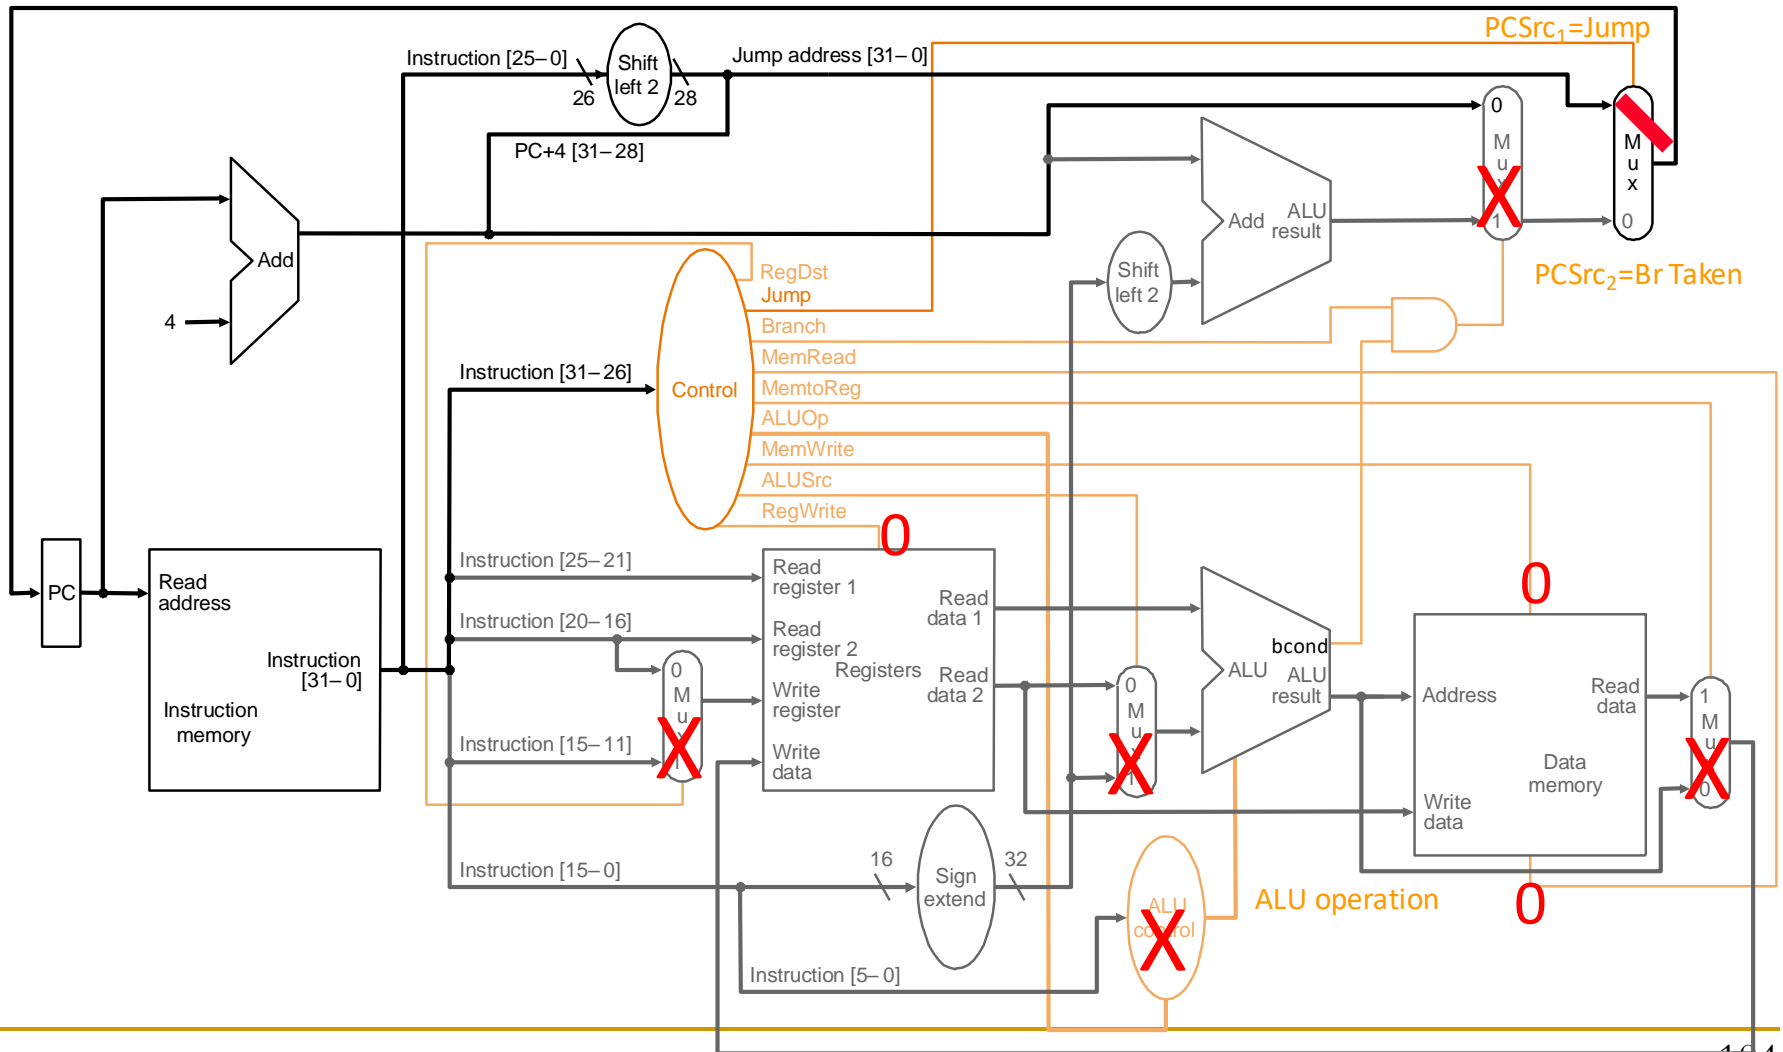 PCSrc1=Jump
Instruction [25–0]
26
Shift
left 2
28
Jump address [31–0]
PC+4 [31–28]
0
M
u
1
M
u
x
0
Add
ALU
result
Add
4
Shift
left 2
PCSrc2=Br Taken
RegDst
Jump
Branch
MemRead
MemtoReg
ALUOp
MemWrite
ALUSrc
RegWrite
Instruction [31–26]
Control
0
PC
Read
address
Instruction
[31–0]
Instruction
memory
Instruction [25–21]
Instruction [20–16]
Instruction [15–11]
Instruction [15–0]
Instruction [5–0]
0
M
u
X
Read
register 1
Read
register 2
Registers
Write
register
Write
data
Read
data 1
Read
data 2
0
M
u
X
bcond
ALU
ALU
result
0
Address
Read
data
Data
memory
Write
data
1
M
u
X
0
0
16
Sign
extend
32
ALU
control
X
ALU operation
X